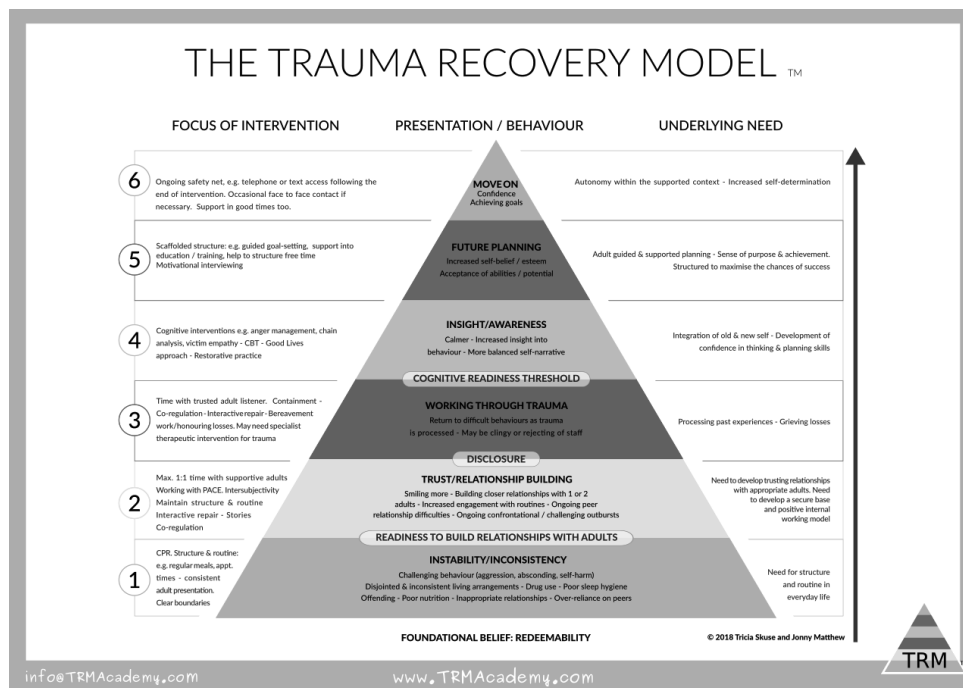 THE TRAUMA RECOVERY MODEL TM
FOCUS OF INTERVENTION
PRESENTATION / BEHAVIOUR
UNDERLYING NEED
6
Ongoing safety net, e.g. telephone or text access following the
end of intervention. Occasional face to face contact if
necessary. Support in good times too.
MOVE ON
Confidence
Achieving goals
Autonomy within the supported context - Increased self-determination
5
Scaffolded structure: e.g. guided goal-setting, support into
education / training, help to structure free time
Motivational interviewing
FUTURE PLANNING
Increased self-belief / esteem
Acceptance of abilities / potential
Adult guided & supported planning - Sense of purpose & achievement.
Structured to maximise the chances of success
4
Cognitive interventions e.g. anger management, chain
analysis, victim empathy - CBT - Good Lives
approach - Restorative practice
INSIGHT/AWARENESS
Calmer - Increased insight into
behaviour - More balanced self-narrative
Integration of old & new self - Development of
confidence in thinking & planning skills
COGNITIVE READINESS THRESHOLD
3
Time with trusted adult listener. Containment -
Co-regulation - Interactive repair - Bereavement
work/honouring losses. May need specialist
therapeutic intervention for trauma
WORKING THROUGH TRAUMA
Return to difficult behaviours as trauma
is processed - May be clingy or rejecting of staff
Processing past experiences - Grieving losses
DISCLOSURE
2
Max. 1:1 time with supportive adults
Working with PACE. Intersubjectivity
Maintain structure & routine
Interactive repair - Stories
Co-regulation
TRUST/RELATIONSHIP BUILDING
Smiling more - Building closer relationships with 1 or 2
adults - Increased engagement with routines - Ongoing peer
relationship difficulties - Ongoing confrontational / challenging outbursts
Need to develop trusting relationships
with appropriate adults. Need
to develop a secure base
and positive internal
working model
READINESS TO BUILD RELATIONSHIPS WITH ADULTS
1
CPR. Structure & routine:
e.g. regular meals, appt.
times - consistent
adult presentation.
Clear boundaries
INSTABILITY/INCONSISTENCY
Challenging behaviour (aggression, absconding, self-harm)
Disjointed & inconsistent living arrangements - Drug use - Poor sleep hygiene
Offending - Poor nutrition - Inappropriate relationships - Over-reliance on peers
Need for structure
and routine in
everyday life
FOUNDATIONAL BELIEF: REDEEMABILITY
© 2018 Tricia Skuse and Jonny Matthew
TRM
info@TRMAcademy.com
www.TRMAcademy.com